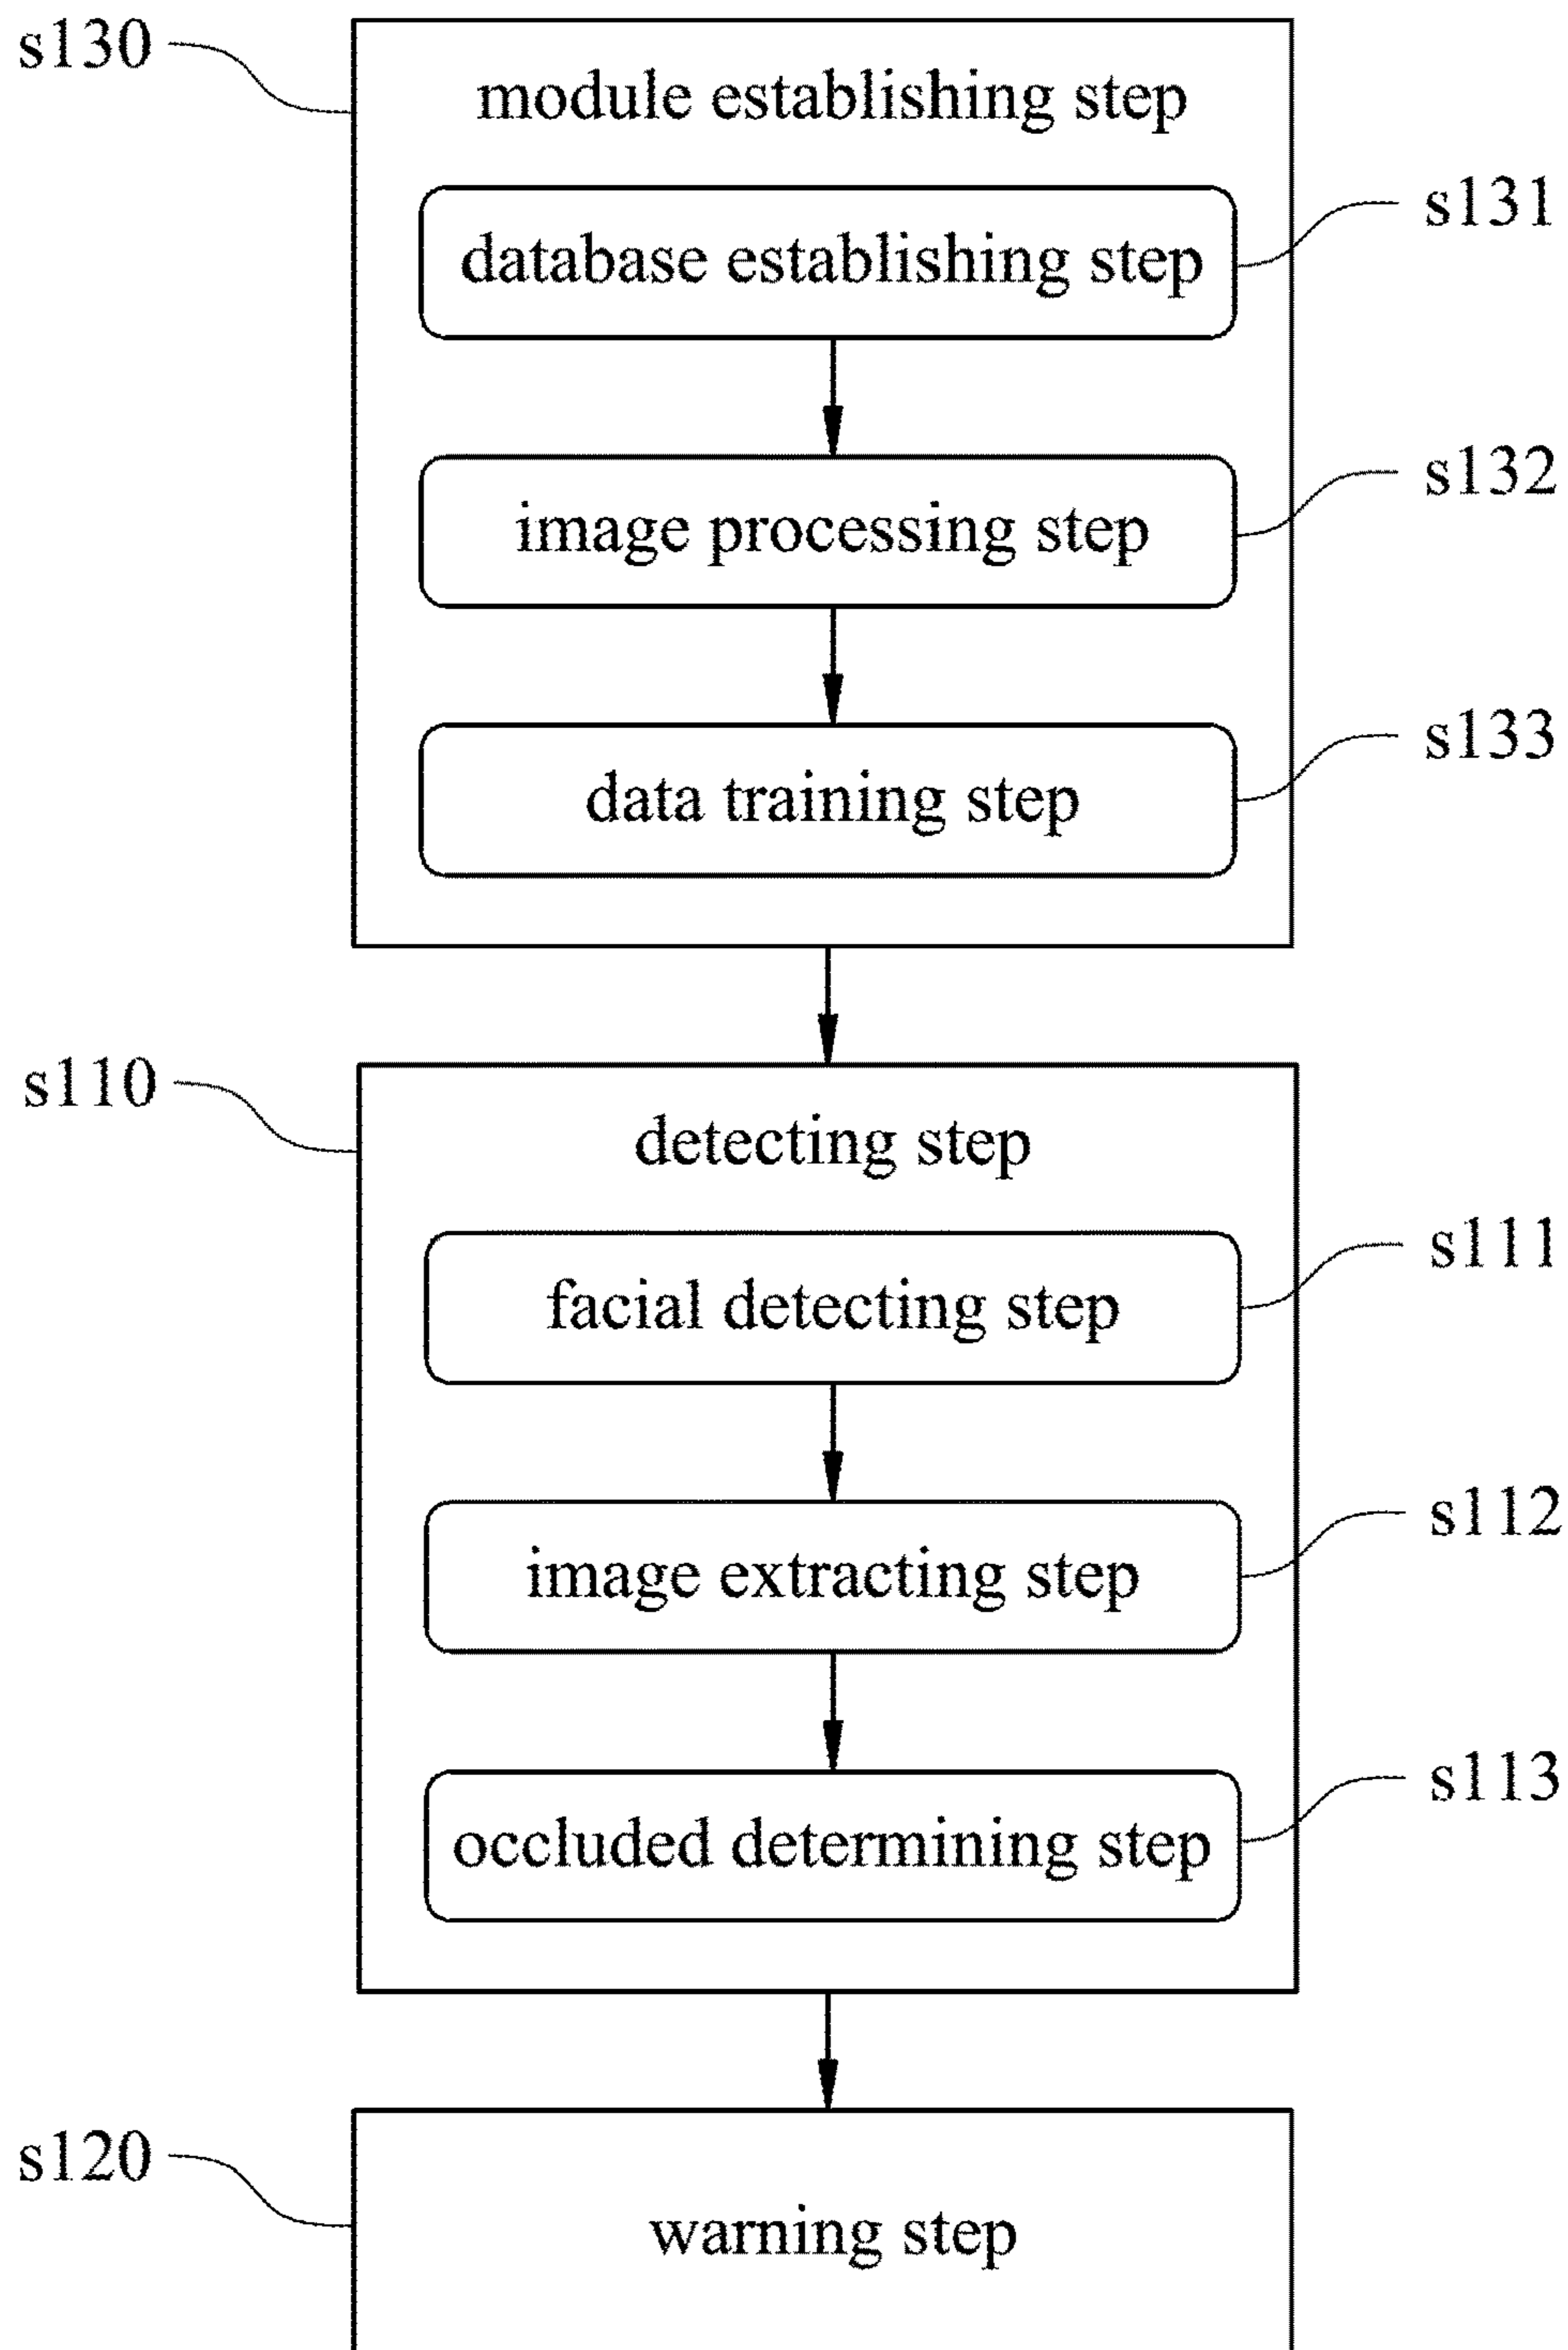 s130
module establishing step
s131
database establishing step
s132
image processing step
s133
data training step
s110
detecting step
s111
facial detecting step
s112
image extracting step
s113
occluded determining step
s120
warning step